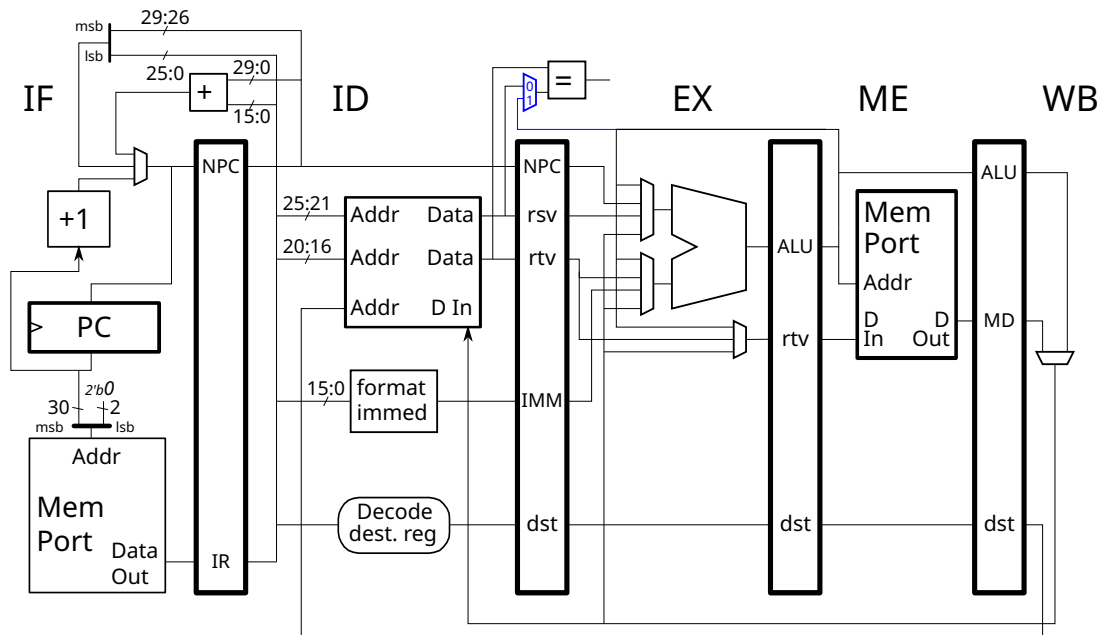 29:26
msb
lsb
25:0
29:0
+
15:0
=
0
1
IF
ID
EX
ME
WB
NPC
NPC
ALU
+1
25:21
Addr
Data
rsv
20:16
Addr
Data
rtv
Addr
D In
ALU
Mem
Port
Addr
D
In
D
Out
MD
PC
rtv
2'b0
30
2
msb
lsb
15:0
format
immed
IMM
Addr
Mem
Port
Data
Out
IR
Decode
dest. reg
dst
dst
dst